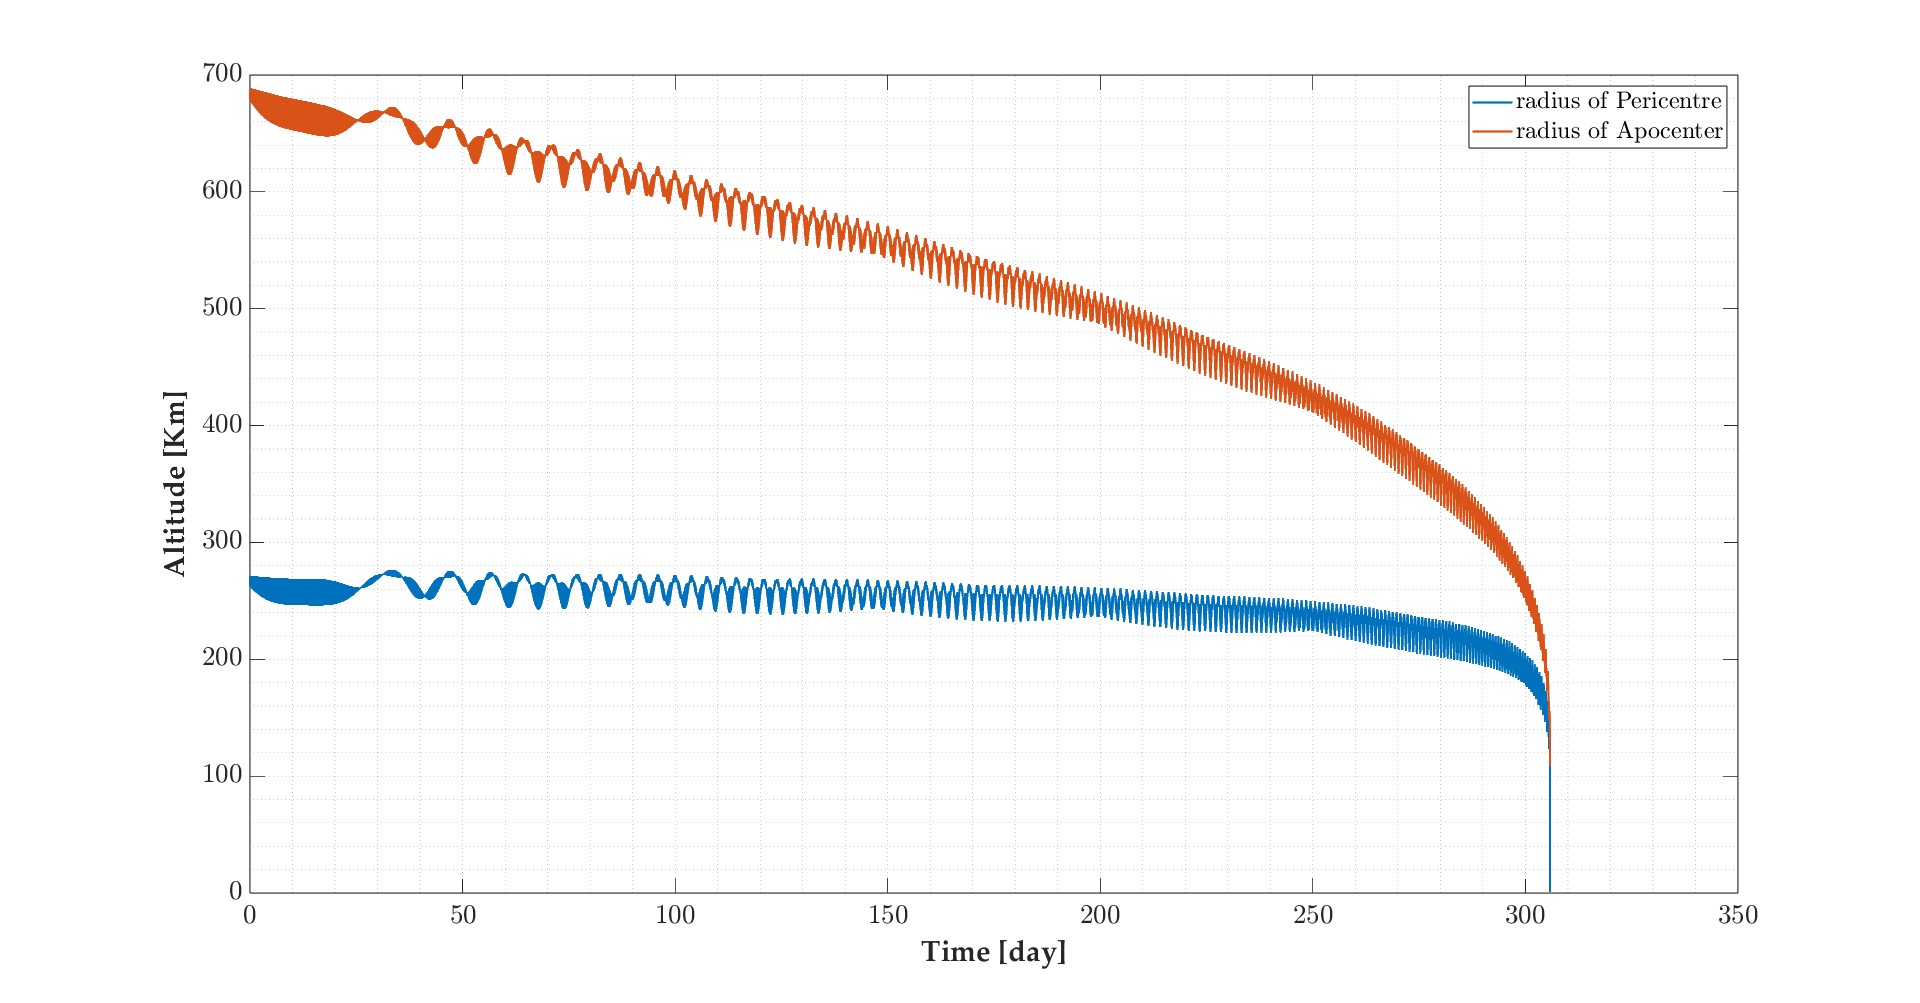 700
600
500
400
300
200
100
0
Altitude [Km]
radius of Pericentre
radius of Apocenter
0 50 100 150 200 250 300 350
Time [day]